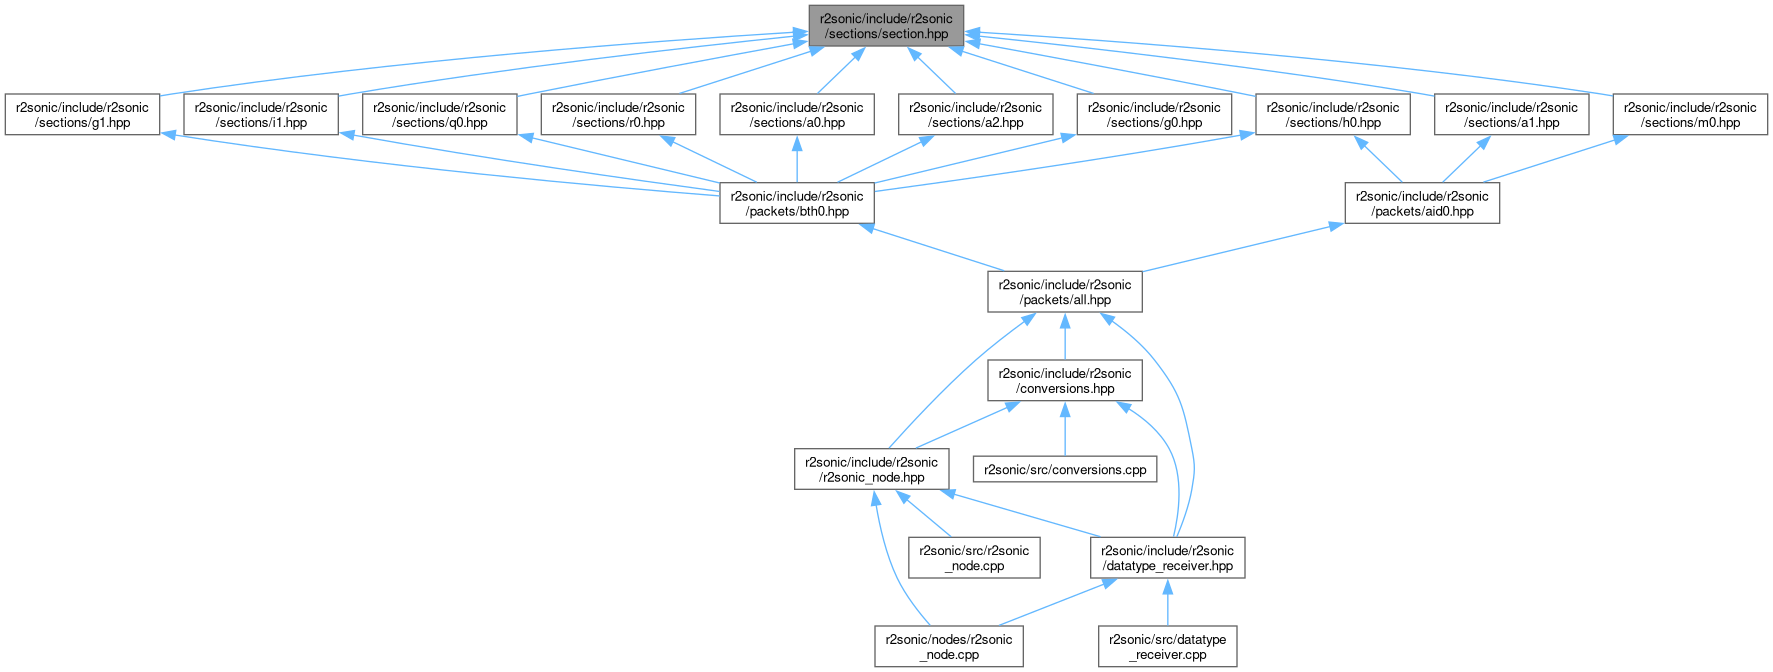 r2sonic/include/r2sonic
/sections/section.hpp
r2sonic/include/r2sonic
/sections/g1.hpp
r2sonic/include/r2sonic
/sections/i1.hpp
r2sonic/include/r2sonic
/sections/q0.hpp
r2sonic/include/r2sonic
/sections/r0.hpp
r2sonic/include/r2sonic
/sections/a0.hpp
r2sonic/include/r2sonic
/sections/a2.hpp
r2sonic/include/r2sonic
/sections/g0.hpp
r2sonic/include/r2sonic
/sections/h0.hpp
r2sonic/include/r2sonic
/sections/a1.hpp
r2sonic/include/r2sonic
/sections/m0.hpp
r2sonic/include/r2sonic
/packets/bth0.hpp
r2sonic/include/r2sonic
/packets/aid0.hpp
r2sonic/include/r2sonic
/packets/all.hpp
r2sonic/include/r2sonic
/conversions.hpp
r2sonic/include/r2sonic
/r2sonic_node.hpp
r2sonic/src/conversions.cpp
r2sonic/src/r2sonic
_node.cpp
r2sonic/include/r2sonic
/datatype_receiver.hpp
r2sonic/nodes/r2sonic
_node.cpp
r2sonic/src/datatype
_receiver.cpp